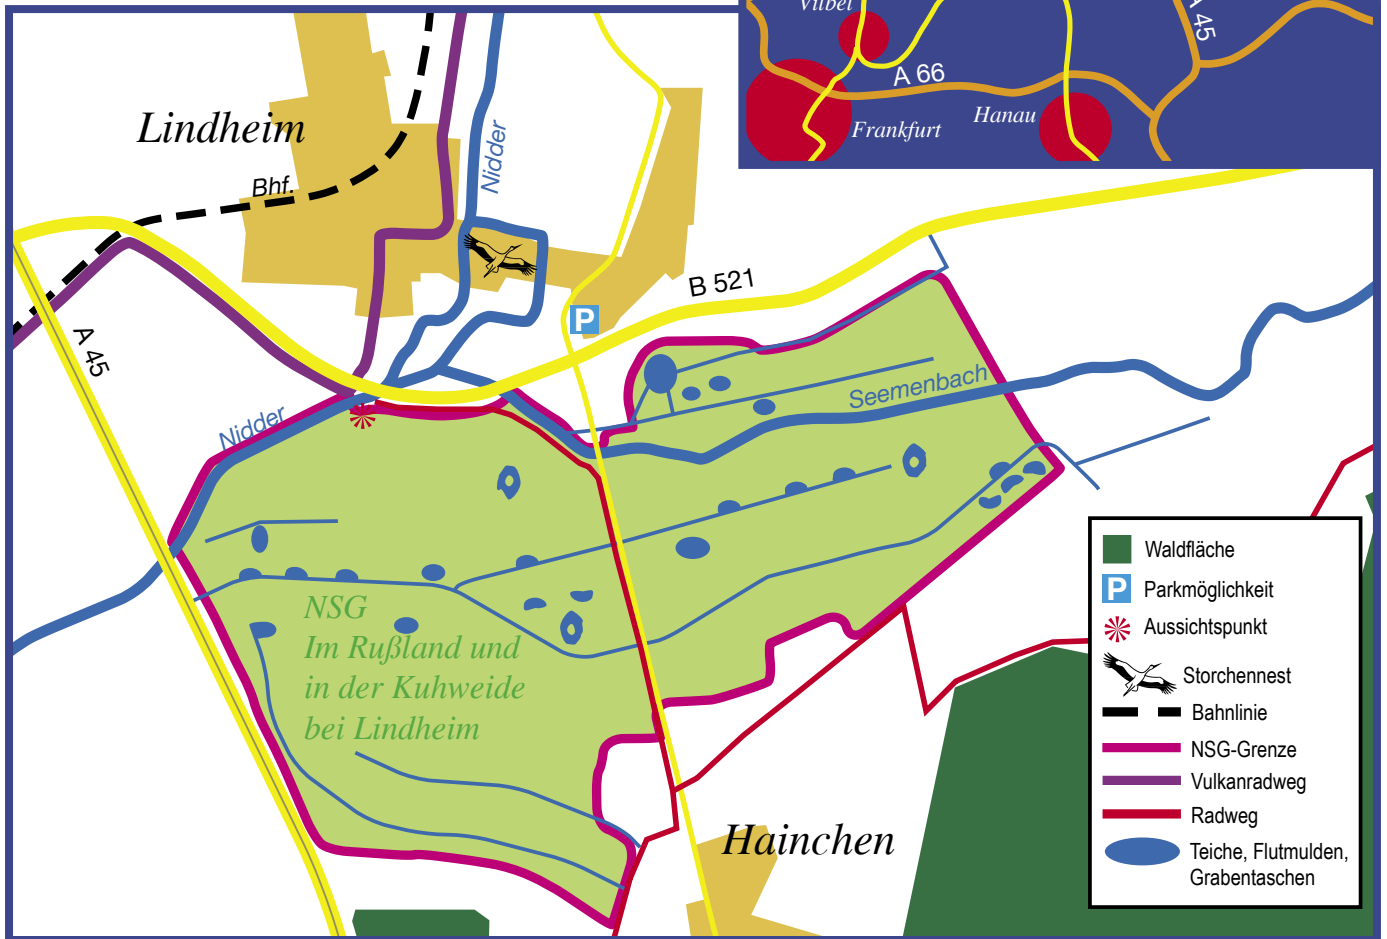 Vilbel
A 45
A 66
Frankfurt
Hanau
Lindheim
Bhf.
Nidder
B 521
P
A 45
Nidder
Seemenbach
NSG
Im Rußland und
in der Kuhweide
bei Lindheim
Hainchen
Waldfläche
P Parkmöglichkeit
Aussichtspunkt
Storchennest
Bahnlinie
NSG-Grenze
Vulkanradweg
Radweg
Teiche, Flutmulden,
Grabentaschen